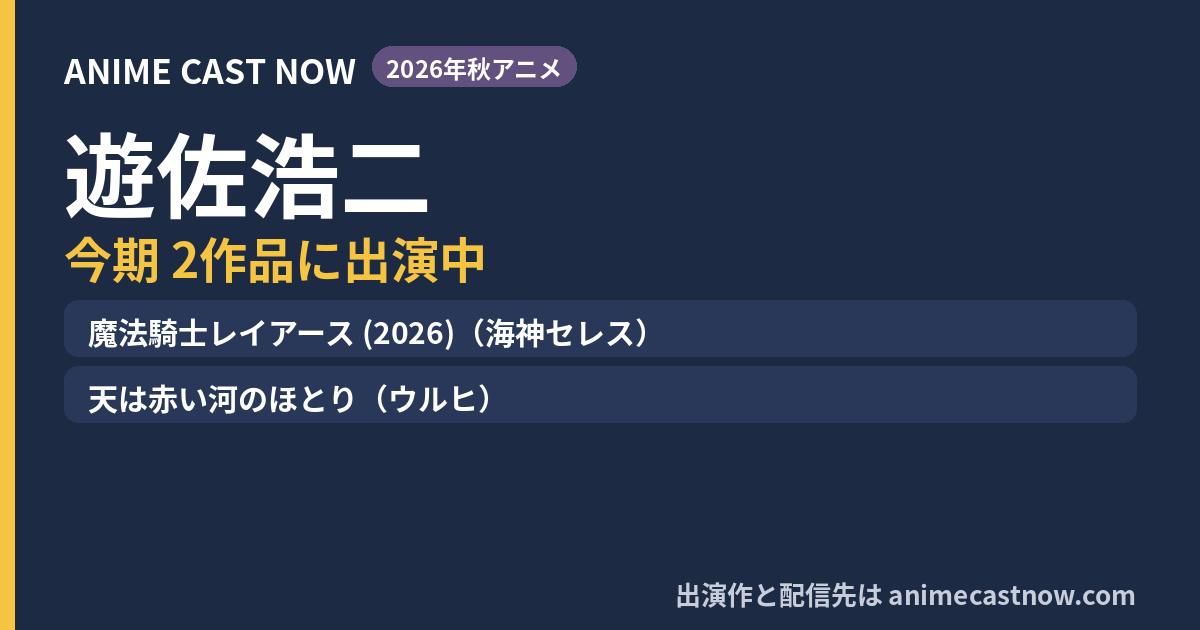 ANIME CAST NOW 2026年秋アニメ
遊佐浩二
今期 2作品に出演中
魔法騎士レイアース (2026)（海神セレス）
天は赤い河のほとり（ウルヒ）
出演作と配信先は animecastnow.com